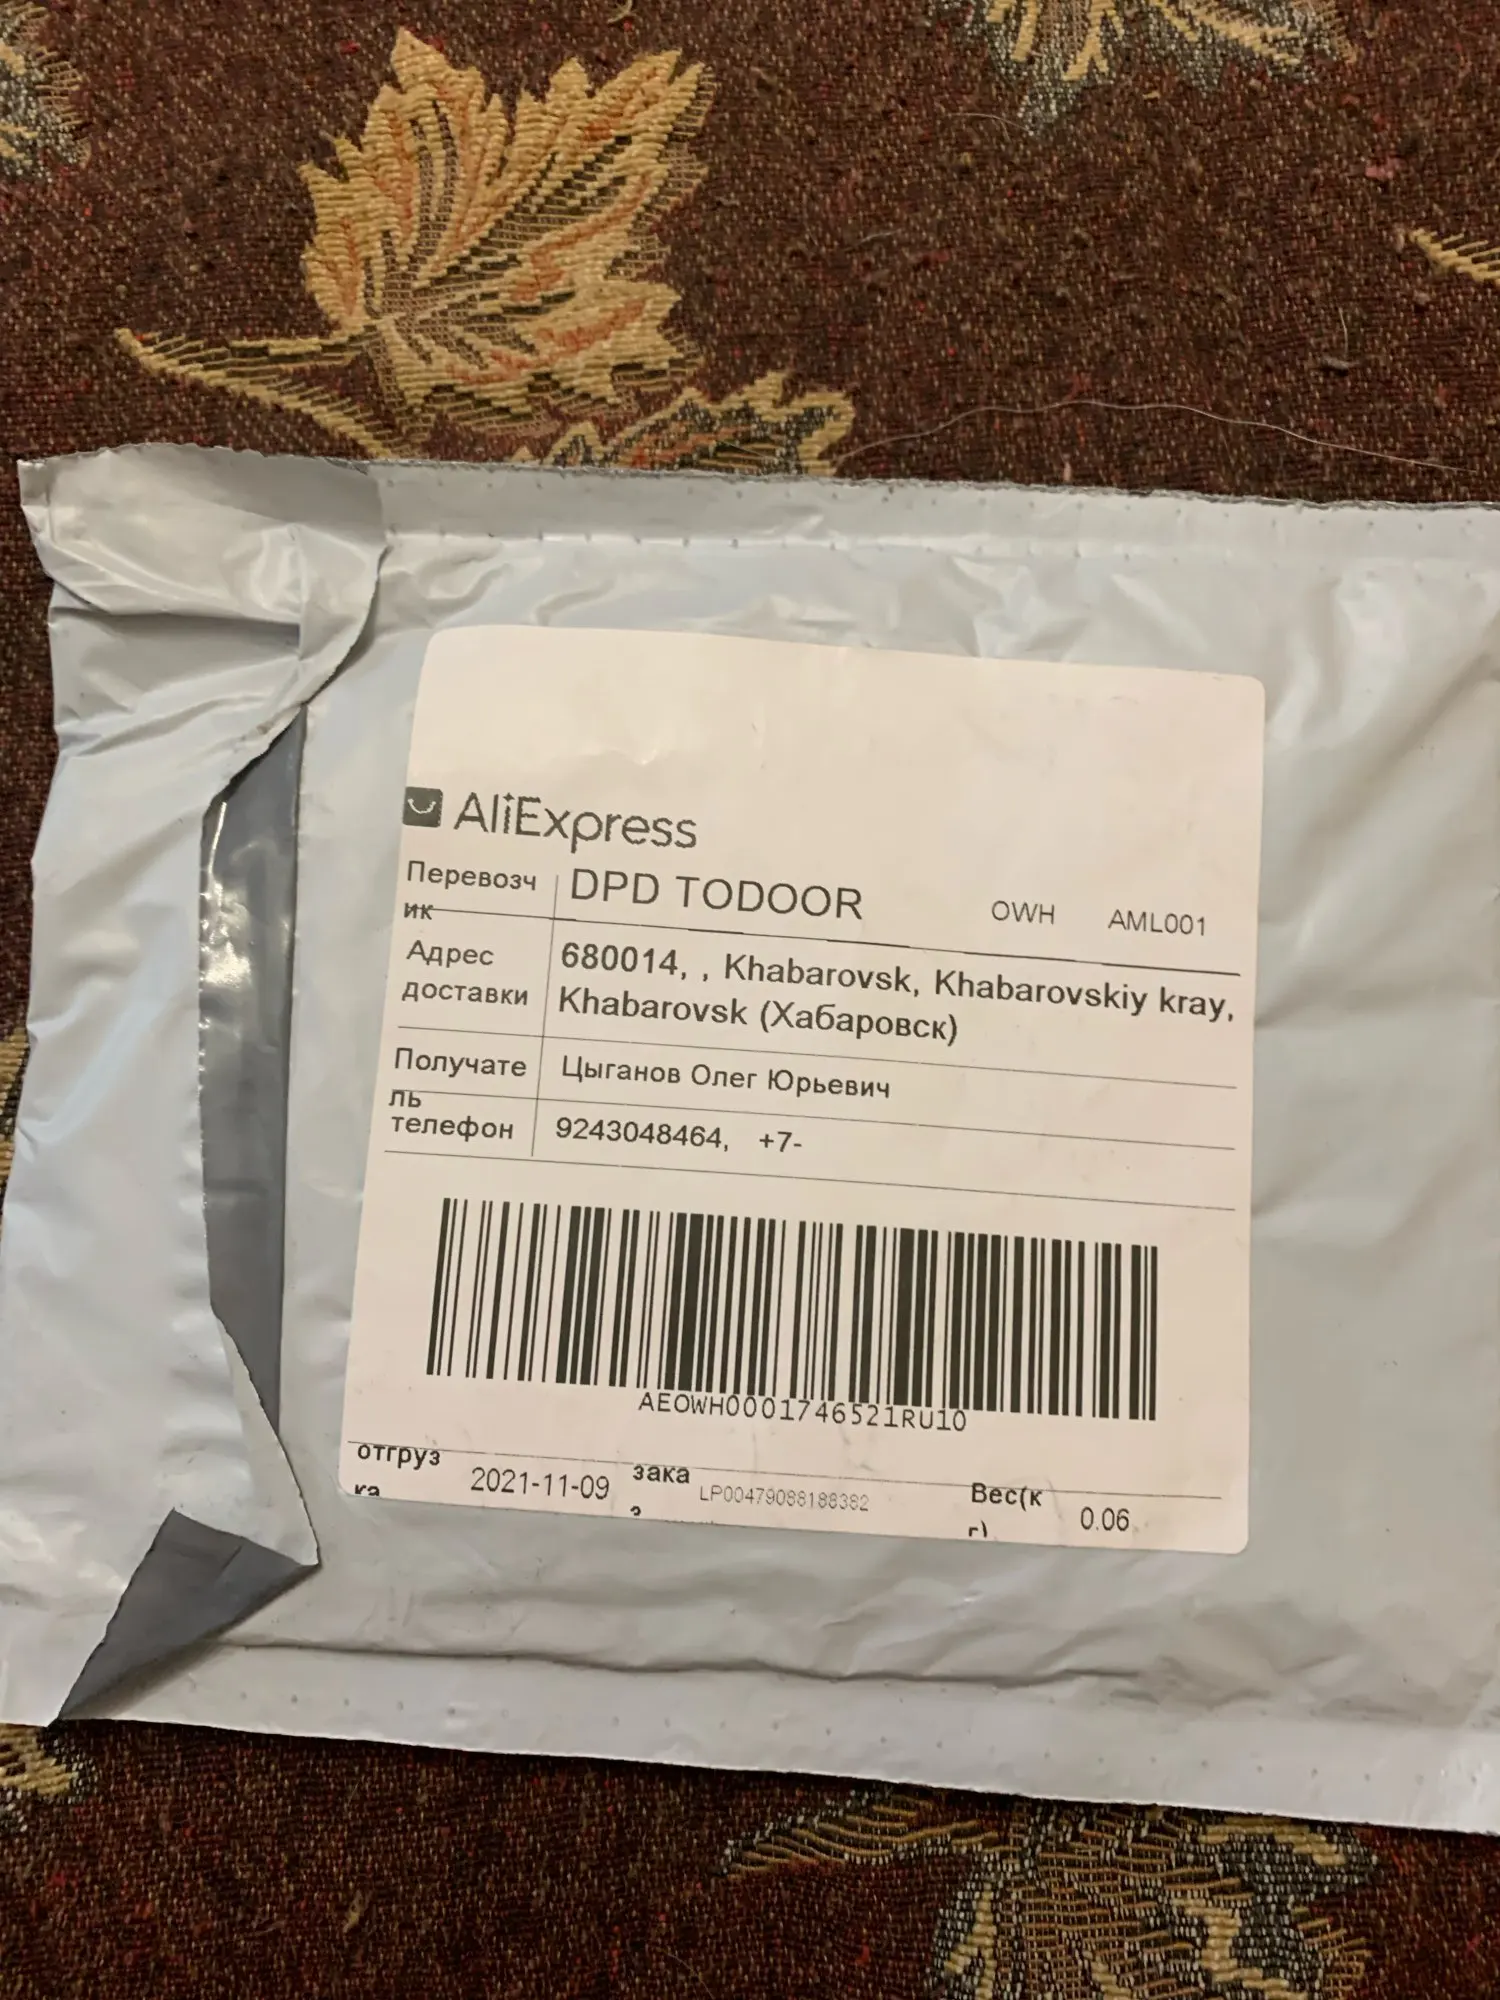 AliExpress
Перевозч
ик
DPD TODOOR
OWH
AML001
Адрес
доставки
680014, , Khabarovsk, Khabarovskiy kray,
Khabarovsk (Хабаровск)
Получате
ль
Цыганов Олег Юрьевич
телефон
9243048464, +7-
AEOWH0001746521RU10
отгруз
ка
2021-11-09
зака
з
LP00479088188382
Вес(к
г)
0.06